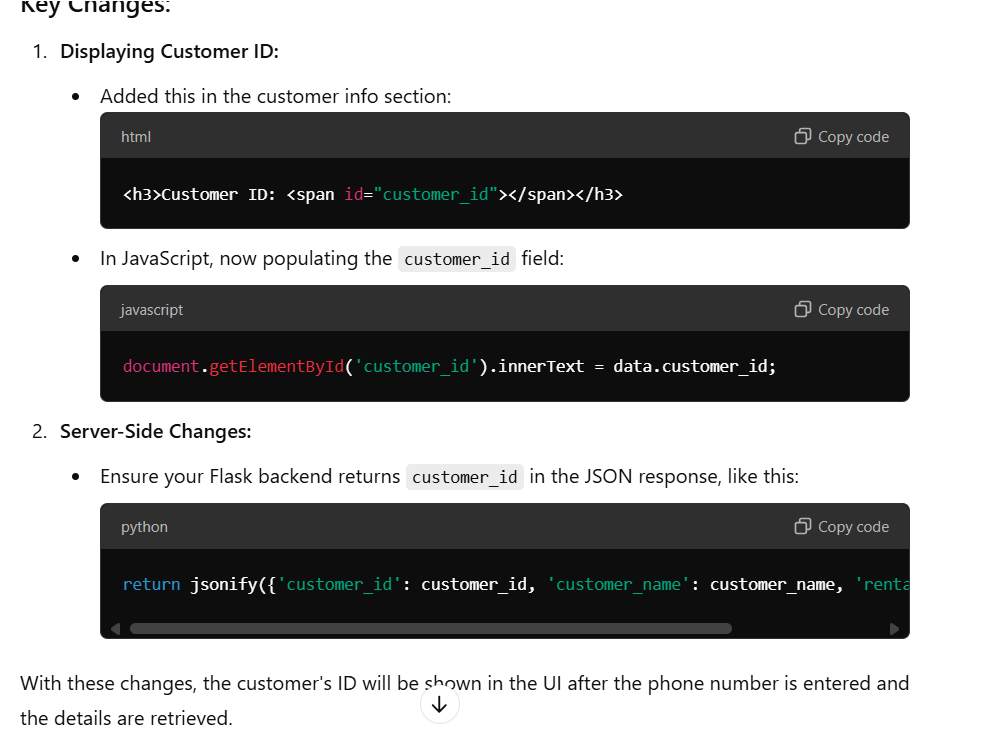 Key Changes:
1. Displaying Customer ID:
• Added this in the customer info section:
html Copy code
<h3>Customer ID: <span id="customer_id"></span></h3>
• In JavaScript, now populating the customer_id field:
javascript Copy code
document.getElementById('customer_id').innerText = data.customer_id;
2. Server-Side Changes:
• Ensure your Flask backend returns customer_id in the JSON response, like this:
python Copy code
return jsonify({'customer_id': customer_id, 'customer_name': customer_name, 'renta
With these changes, the customer's ID will be shown in the UI after the phone number is entered and
the details are retrieved.